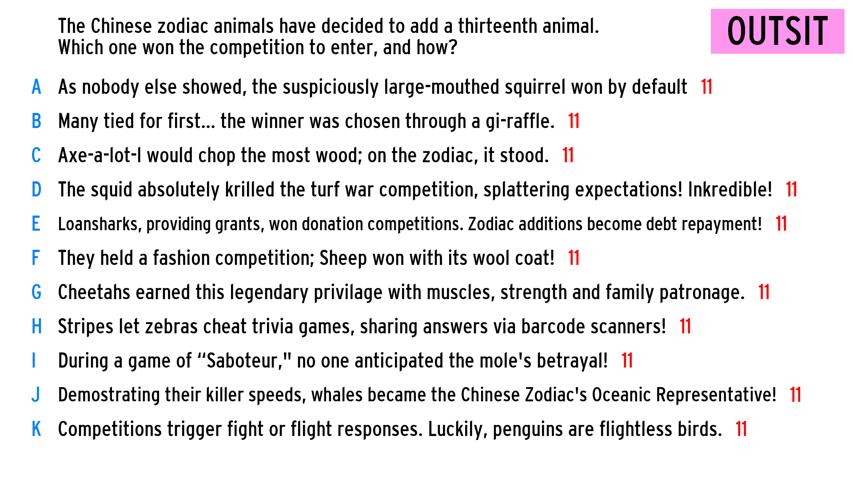 The Chinese zodiac animals have decided to add a thirteenth animal.
Which one won the competition to enter, and how?
OUTSIT
A As nobody else showed, the suspiciously large-mouthed squirrel won by default 11
B Many tied for first... the winner was chosen through a gi-raffle. 11
C Axe-a-lot-l would chop the most wood; on the zodiac, it stood. 11
D The squid absolutely krilled the turf war competition, splattering expectations! Inkredible! 11
E Loansharks, providing grants, won donation competitions. Zodiac additions become debt repayment! 11
F They held a fashion competition; Sheep won with its wool coat! 11
G Cheetahs earned this legendary privilage with muscles, strength and family patronage. 11
H Stripes let zebras cheat trivia games, sharing answers via barcode scanners! 11
I During a game of “Saboteur," no one anticipated the mole's betrayal! 11
J Demostrating their killer speeds, whales became the Chinese Zodiac's Oceanic Representative! 11
K Competitions trigger fight or flight responses. Luckily, penguins are flightless birds. 11